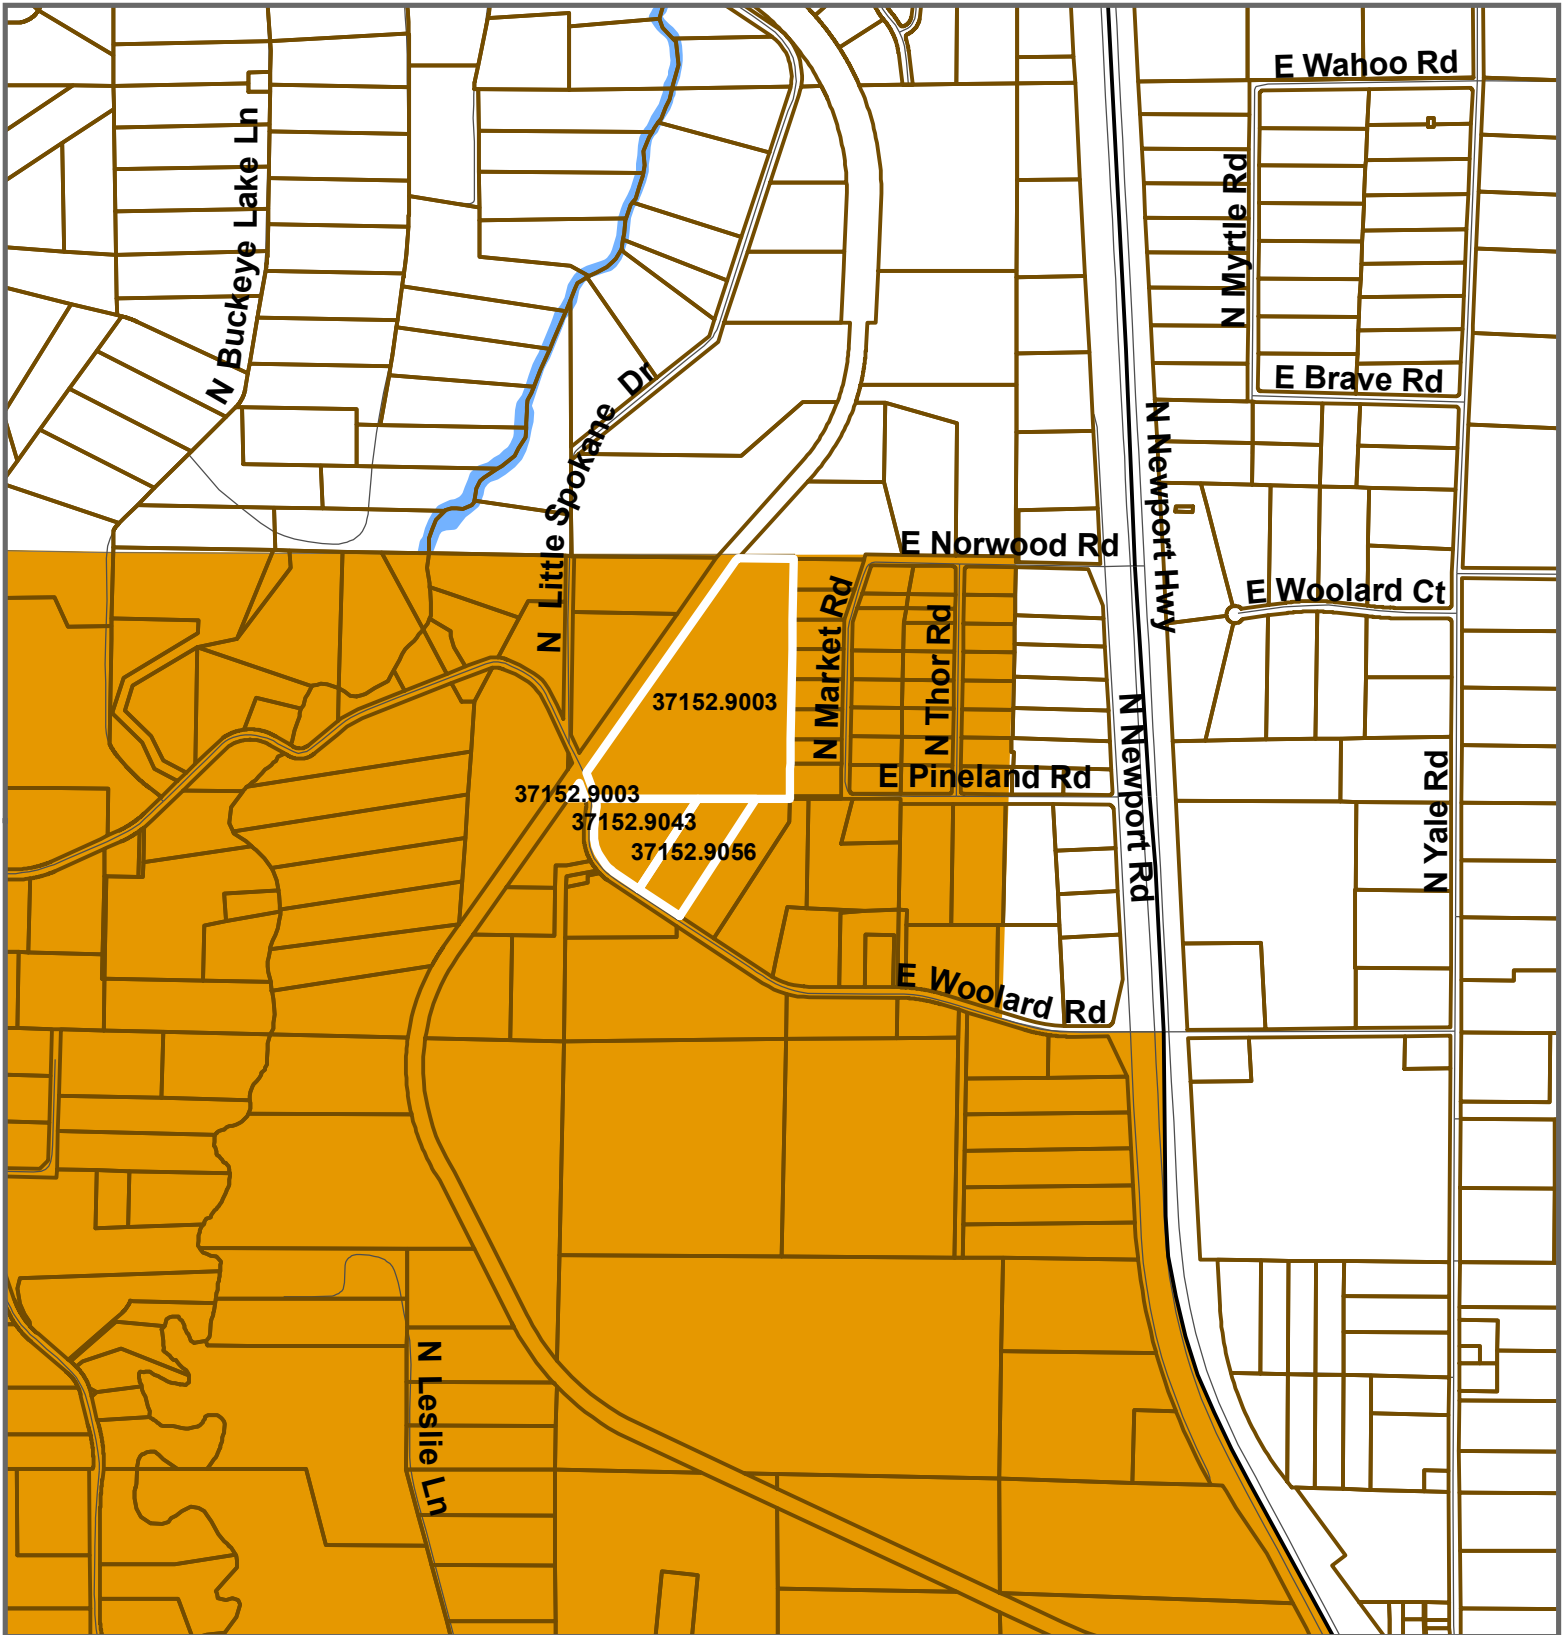 E Wahoo Rd
N Buckeye Lake Ln
N Myrtle Rd
E Brave Rd
N Little Spokane Dr
N Newport Hwy
E Norwood Rd
E Woolard Ct
N Market Rd
N Thor Rd
37152.9003
N Newport Rd
E Pineland Rd
N Yale Rd
37152.9003
37152.9043
37152.9056
E Woolard Rd
N Leslie Ln